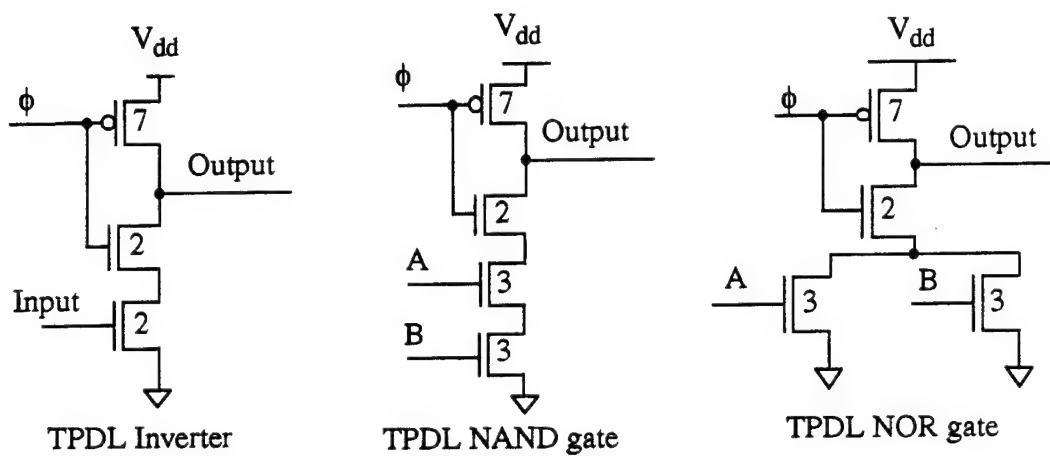 V_dd
ϕ
7
Output
2
Input
2
TPDL Inverter
V_dd
ϕ
7
Output
2
A
3
B
3
TPDL NAND gate
V_dd
ϕ
7
Output
2
A
3
B
3
TPDL NOR gate